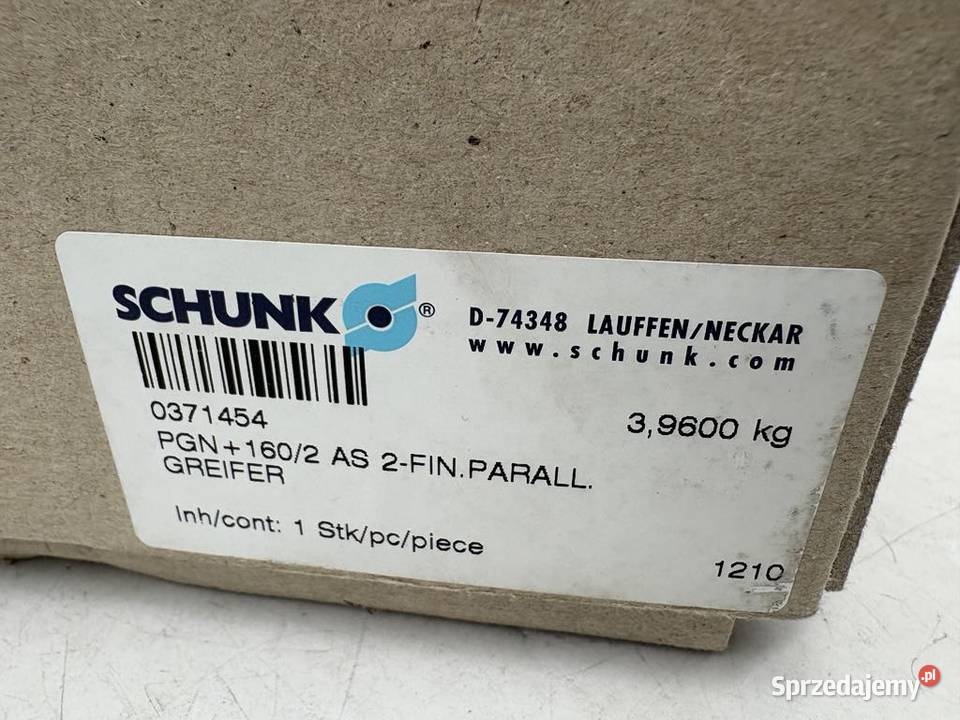 SCHUNK ®
D-74348 LAUFFEN/NECKAR
www.schunk.com
0371454
3,9600 kg
PGN+160/2 AS 2-FIN.PARALL.
GREIFER
Inh/cont: 1 Stk/pc/piece
1210
Sprzedajemy.pl